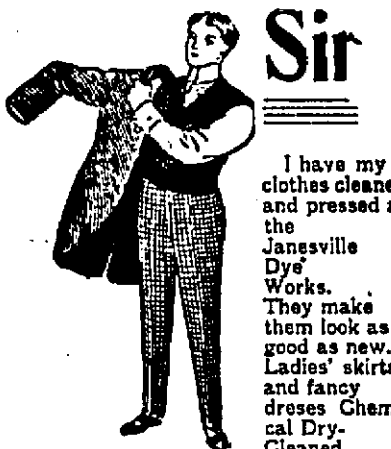 Sir
I have my
clothes cleane
and pressed a
the
Janesville
Dye
Works.
They make
them look as
good as new.
Ladies' skirts
and fancy
dreses Chem
cal Dry-
Cleaned